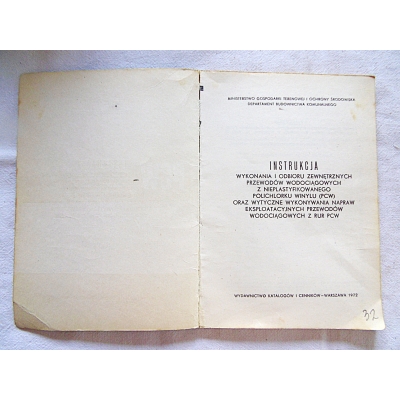 MINISTERSTWO GOSPODARKI TERENOWEJ I OCHRONY ŚRODOWISKA
DEPARTAMENT BUDOWNICTWA KOMUNALNEGO
INSTRUKCJA
WYKONANIA I ODBIORU ZEWNĘTRZNYCH
PRZEWODÓW WODOCIĄGOWYCH
Z NIEPLASTYFIKOWANEGO
POLICHLORKU WINYLU (PCW)
ORAZ WYTYCZNE WYKONYWANIA NAPRAW
EKSPLOATACYJNYCH PRZEWODÓW
WODOCIĄGOWYCH Z RUR PCW
WYDAWNICTWO KATALOGÓW I CENNIKÓW-WARSZAWA 1973
32